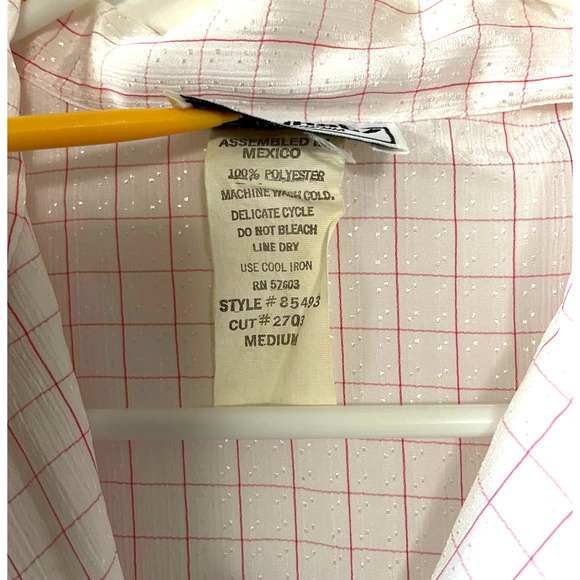 ASSEMBLED I
MEXICO
100% POLYESTER
MACHINE WASH COLD.
DELICATE CYCLE
DO NOT BLEACH
LINE DRY
USE COOL IRON
RN 57603
STYLE # 85493
CUT # 2703
MEDIUM